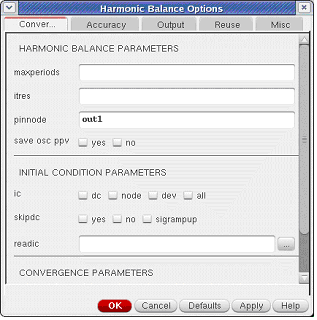 Harmonic Balance Options
Conver... Accuracy Output Reuse Misc
HARMONIC BALANCE PARAMETERS
maxperiods
itres
pinnode out1
save osc ppv yes no
INITIAL CONDITION PARAMETERS
ic dc node dev all
skipdc yes no sigrampup
readic ...
CONVERGENCE PARAMETERS
OK Cancel Defaults Apply Help